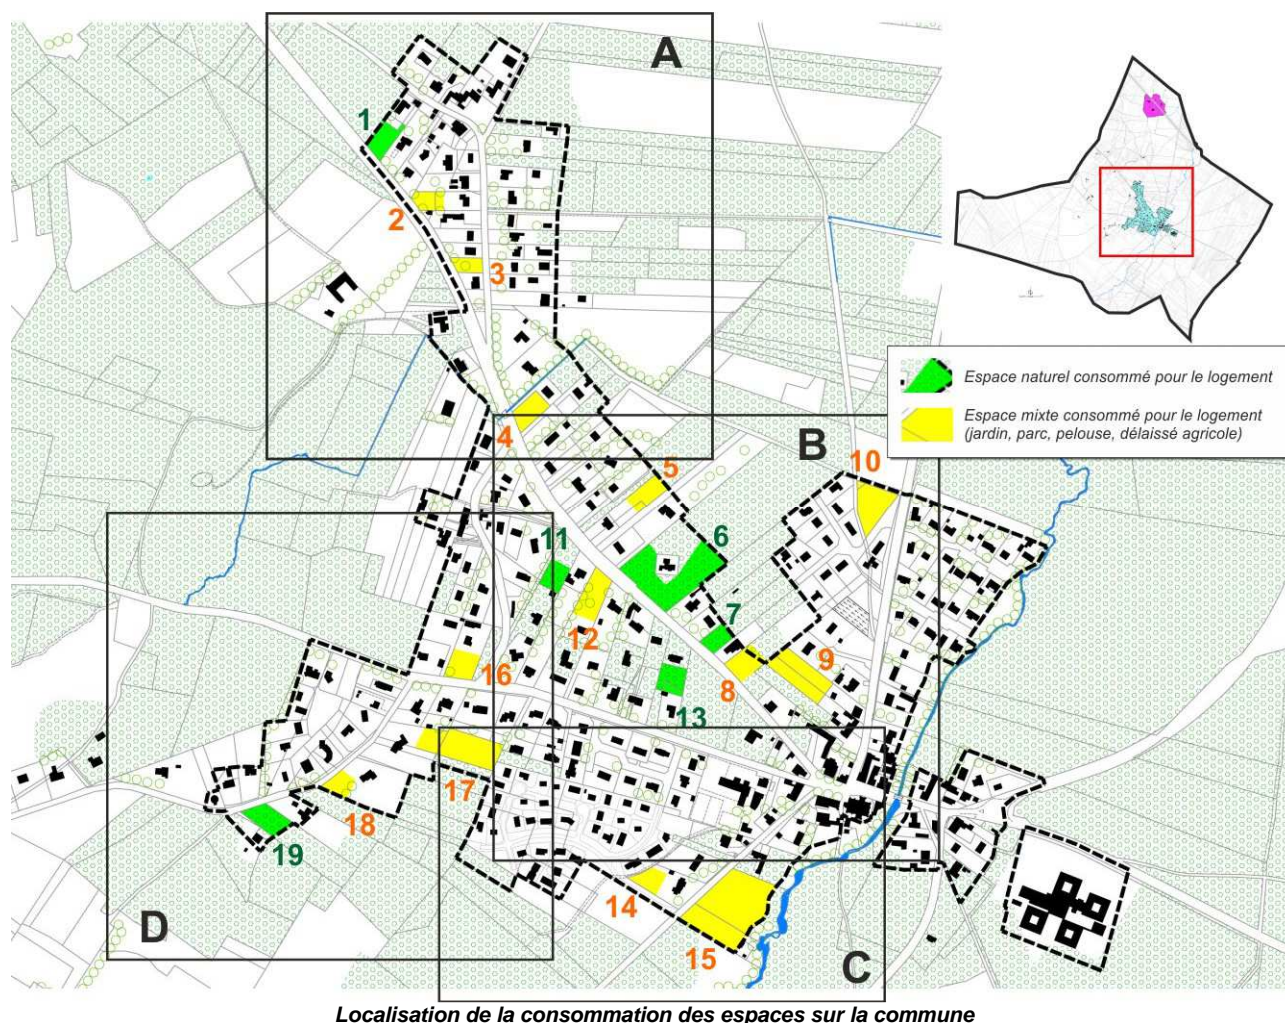 A
1
2
3
4
5
B
10
6
11
7
12
9
16
8
13
17
18
19
14
15
D
C
Espace naturel consommé pour le logement
Espace mixte consommé pour le logement
(jardin, parc, pelouse, délaissé agricole)
Localisation de la consommation des espaces sur la commune